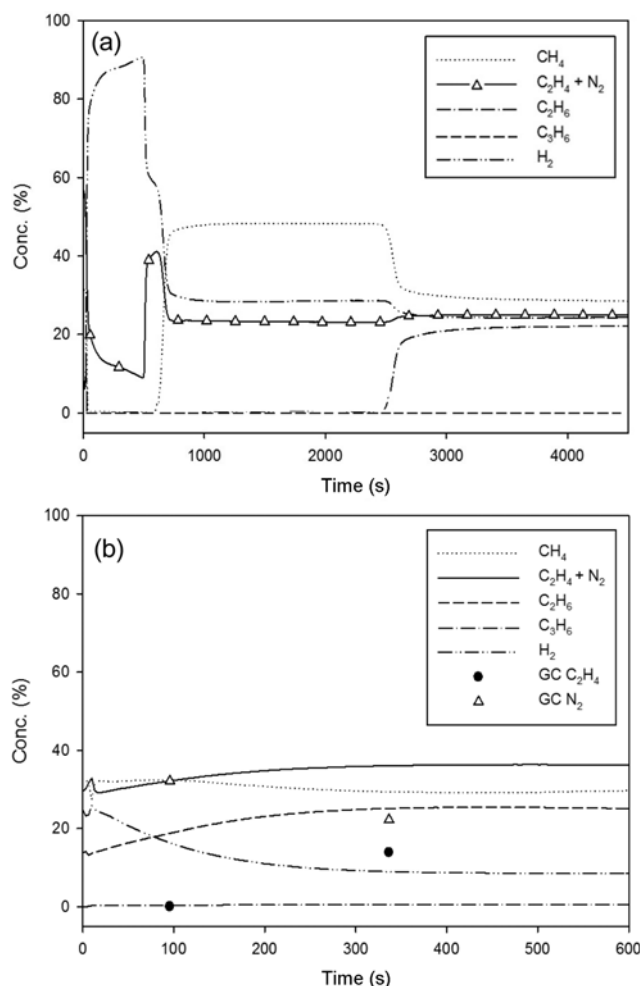 (a)
CH4
C2H4 + N2
C2H6
C3H6
H2
100
80
60
40
20
0
Conc. (%)
0 1000 2000 3000 4000
Time (s)
(b)
CH4
C2H4 + N2
C2H6
C3H6
H2
GC C2H4
GC N2
100
80
60
40
20
0
Conc. (%)
0 100 200 300 400 500 600
Time (s)